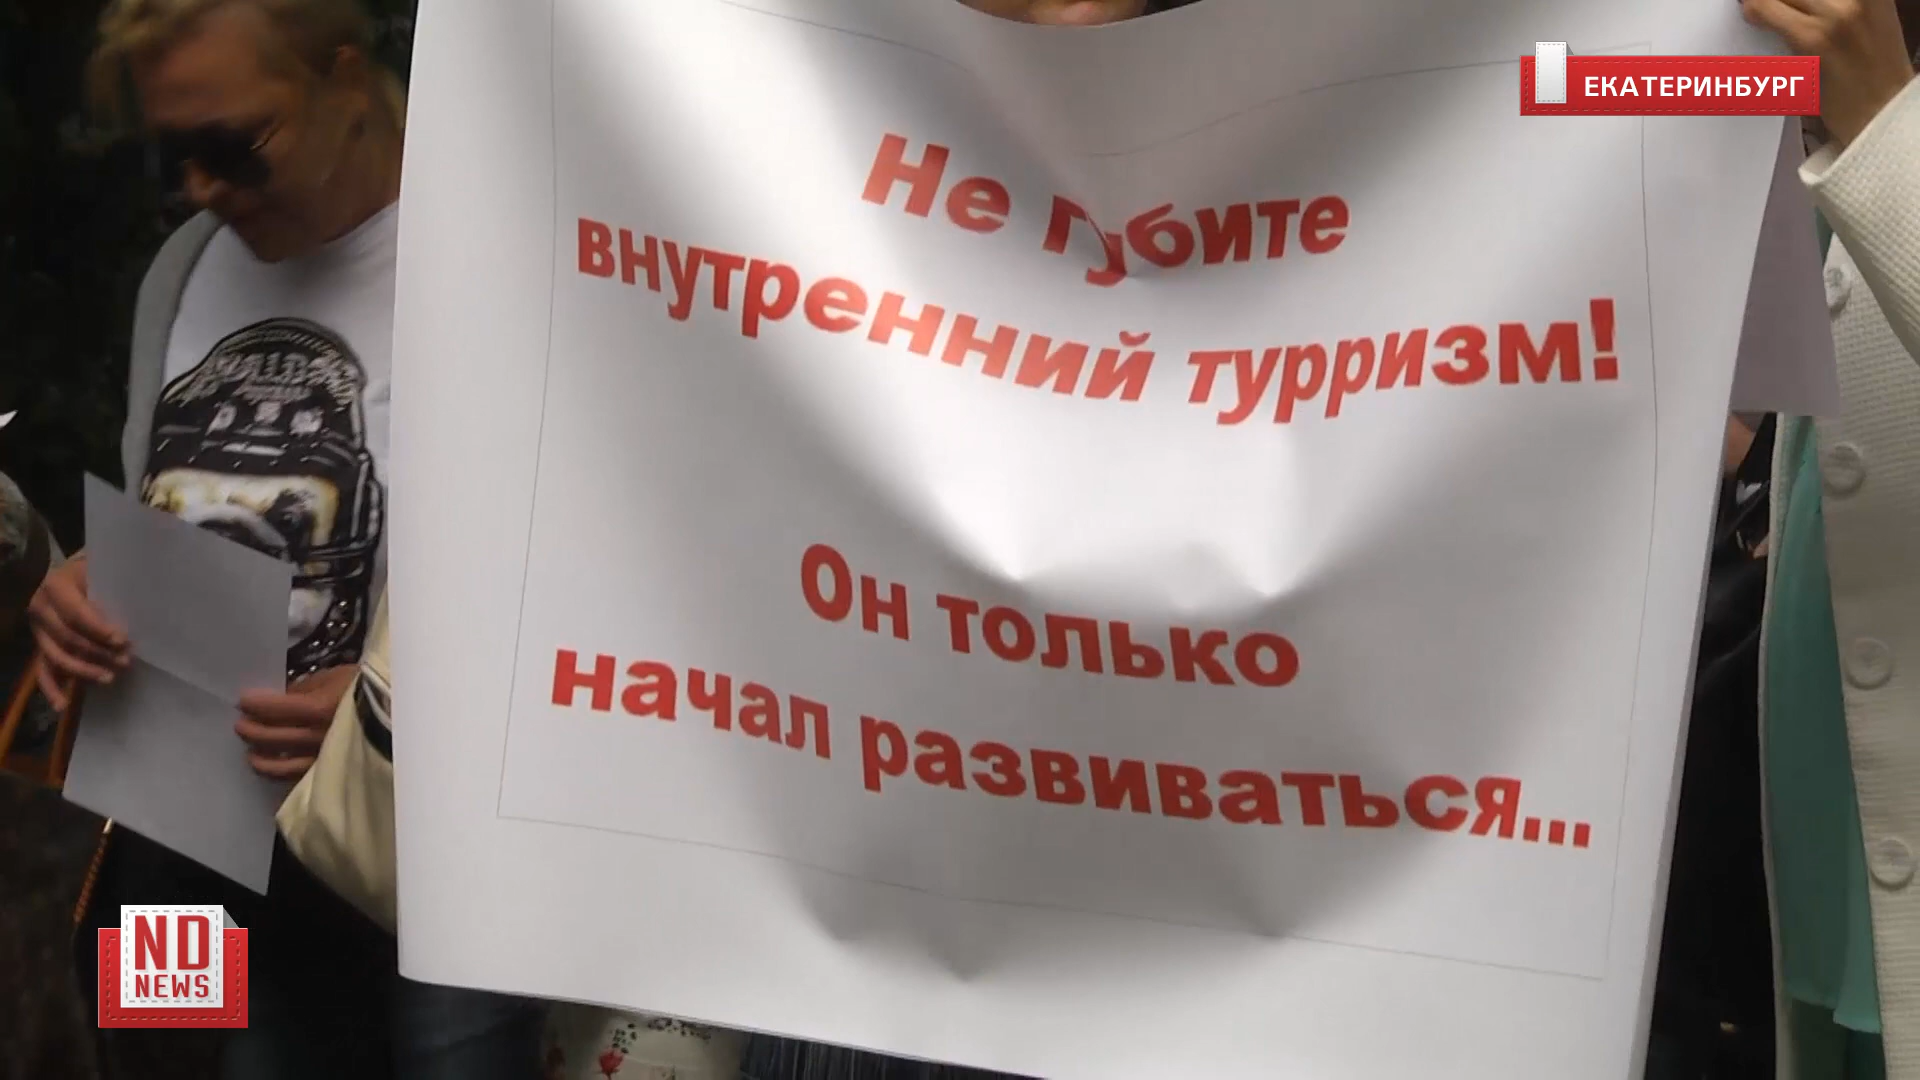 ЕКАТЕРИНБУРГ
Не губите
внутренний турризм!
Он только
начал развиваться...
ND
NEWS